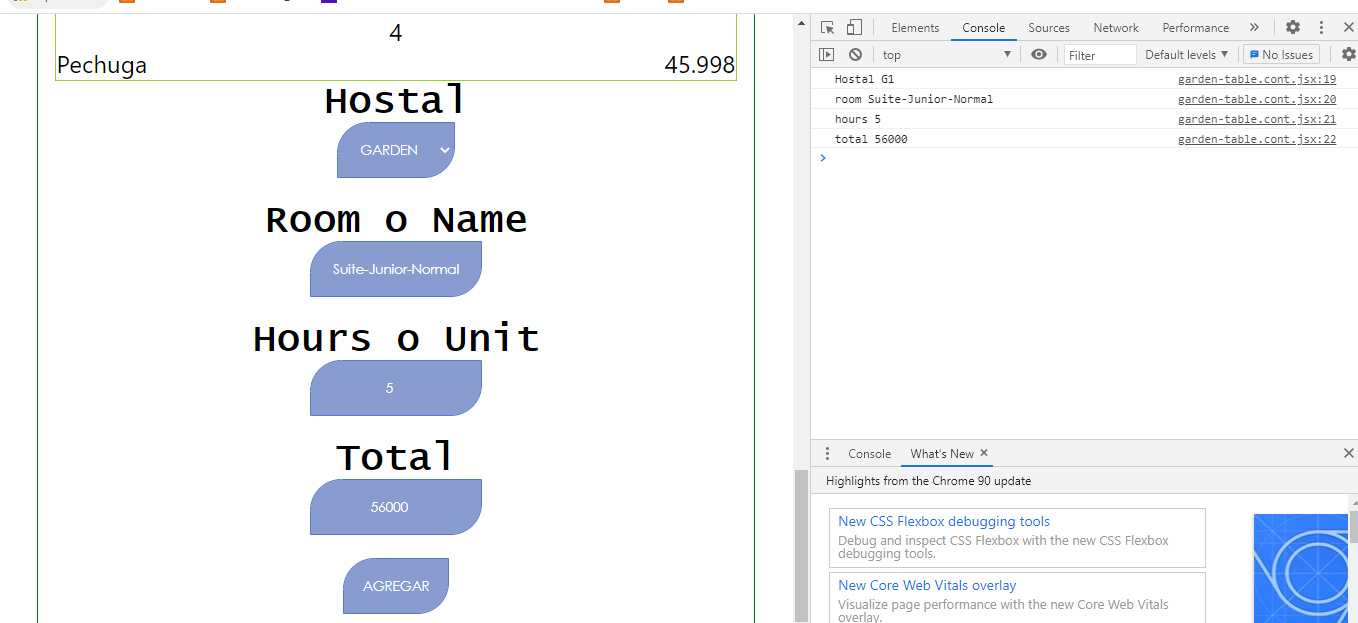 4
Pechuga 45.998
Hostal
GARDEN
Room o Name
Suite-Junior-Normal
Hours o Unit
5
Total
56000
AGREGAR
Elements Console Sources Network Performance »
top Filter Default levels No Issues
Hostal G1 garden-table.cont.jsx:19
room Suite-Junior-Normal garden-table.cont.jsx:20
hours 5 garden-table.cont.jsx:21
total 56000 garden-table.cont.jsx:22
Console What's New
Highlights from the Chrome 90 update
New CSS Flexbox debugging tools
Debug and inspect CSS Flexbox with the new CSS Flexbox
debugging tools.
New Core Web Vitals overlay
Visualize page performance with the new Core Web Vitals
overlay.